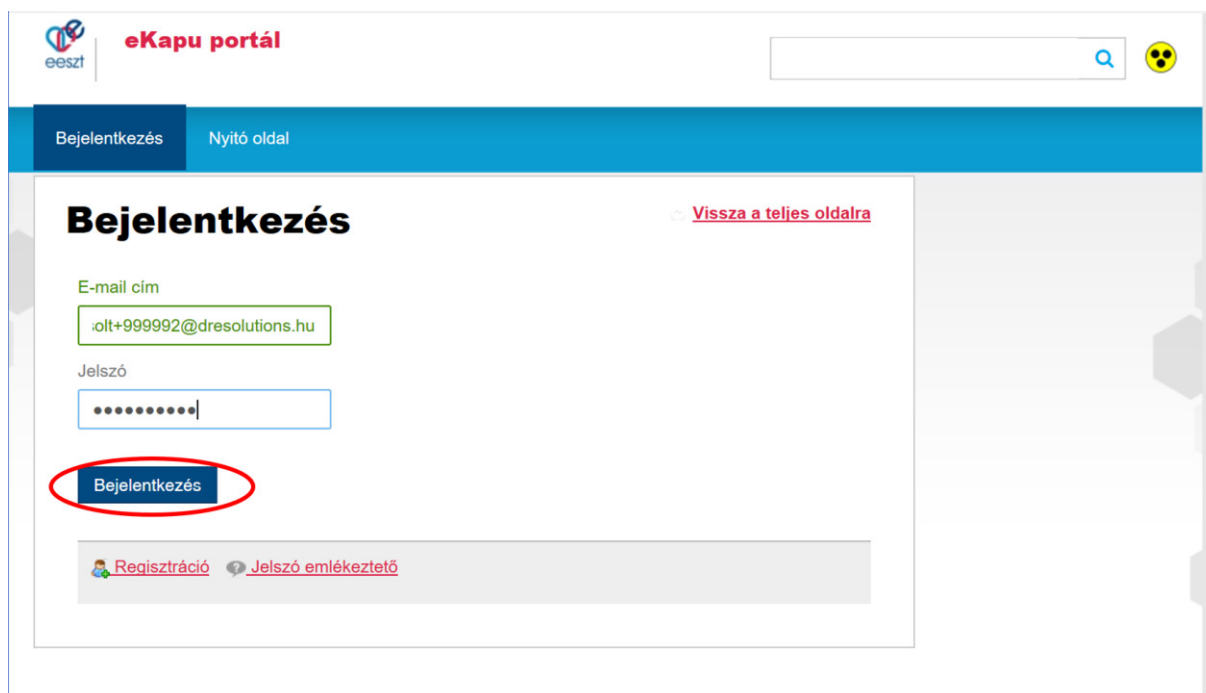 eeszt
eKapu portál
Bejelentkezés
Nyitó oldal
Bejelentkezés
Vissza a teljes oldalra
E-mail cím
olt+999992@dresolutions.hu
Jelszó
••••••••••
Bejelentkezés
Regisztráció
Jelszó emlékeztető